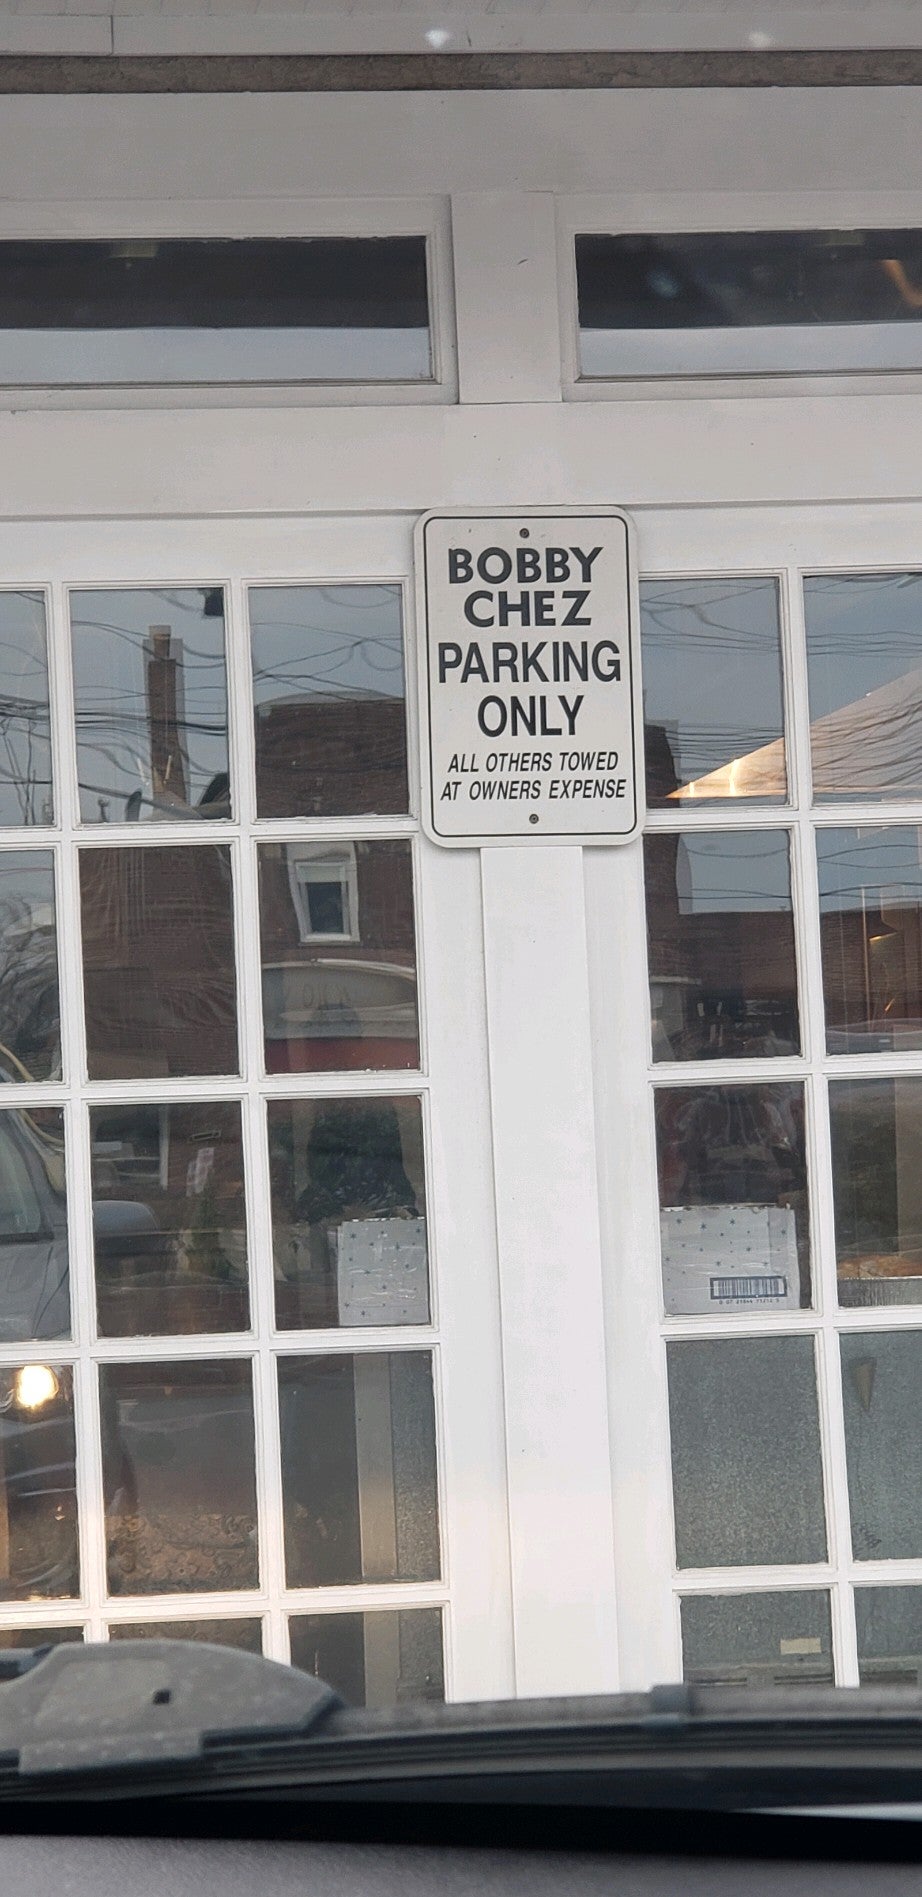 BOBBY
CHEZ
PARKING
ONLY
ALL OTHERS TOWED
AT OWNERS EXPENSE